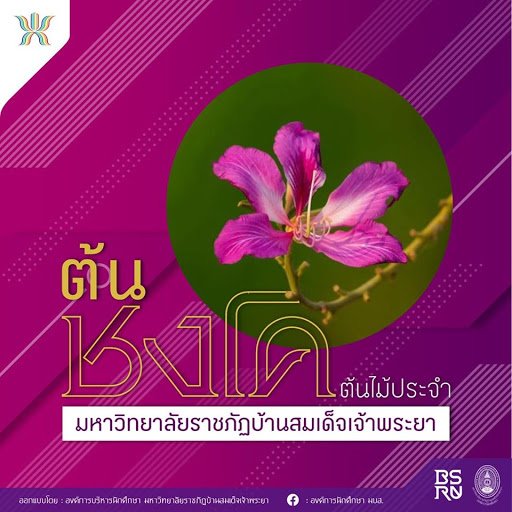 ต้น
ชงโค
ต้นไม้ประจำ
มหาวิทยาลัยราชภัฏบ้านสมเด็จเจ้าพระยา
ออกแบบโดย : องค์การบริหารนักศึกษา มหาวิทยาลัยราชภัฏบ้านสมเด็จเจ้าพระยา
: องค์การนักศึกษา มบส.
BS
RU